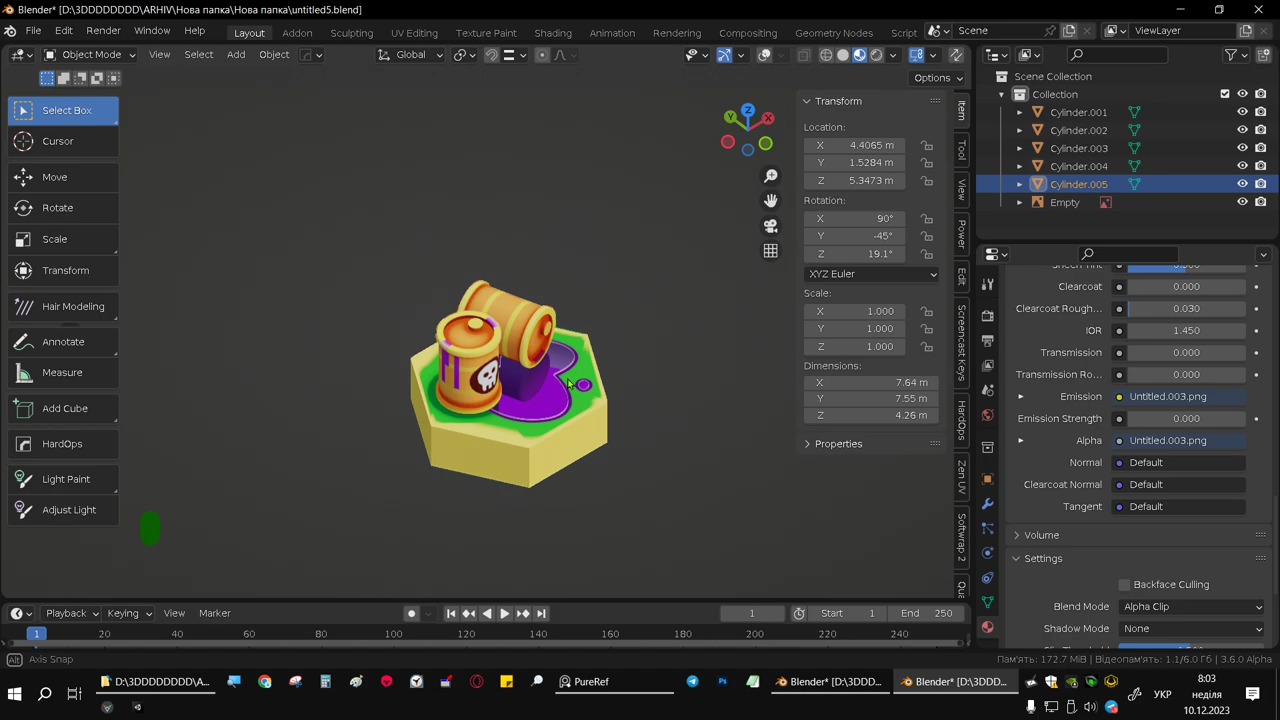 Blender* [D:\3DDDDDDDD\ARHIV\Нова папка\Нова папка\untitled5.blend]
File Edit Render Window Help Layout Addon Sculpting UV Editing Texture Paint Shading Animation Rendering Compositing Geometry Nodes Script Scene ViewLayer
Object Mode View Select Add Object Global
Options
Select Box
Cursor
Move
Rotate
Scale
Transform
Hair Modeling
Annotate
Measure
Add Cube
HardOps
Light Paint
Adjust Light
Z
Y
X
Transform
Location:
X 4.4065 m
Y 1.5284 m
Z 5.3473 m
Rotation:
X 90°
Y -45°
Z 19.1°
XYZ Euler
Scale:
X 1.000
Y 1.000
Z 1.000
Dimensions:
X 7.64 m
Y 7.55 m
Z 4.26 m
Properties
Item
Tool
View
Power
Edit
Screencast Keys
HardOps
Zen UV
Softwrap 2
Scene Collection
Collection
Cylinder.001
Cylinder.002
Cylinder.003
Cylinder.004
Cylinder.005
Empty
Clearcoat 0.000
Clearcoat Rough... 0.030
IOR 1.450
Transmission 0.000
Transmission Ro... 0.000
Emission Untitled.003.png
Emission Strength 0.000
Alpha Untitled.003.png
Normal Default
Clearcoat Normal Default
Tangent Default
Volume
Settings
Backface Culling
Blend Mode Alpha Clip
Shadow Mode None
Playback Keying View Marker 1 Start 1 End 250
1 20 40 60 80 100 120 140 160 180 200 220 240
Alt Axis Snap Пам'ять: 172.7 MiB | Відеопам'ять: 1.1/6.0 Гб | 3.6.0 Alpha
D:\3DDDDDDDD\A... PureRef Blender* [D:\3DDD... Blender* [D:\3DDD... УКР 8:03
неділя
10.12.2023